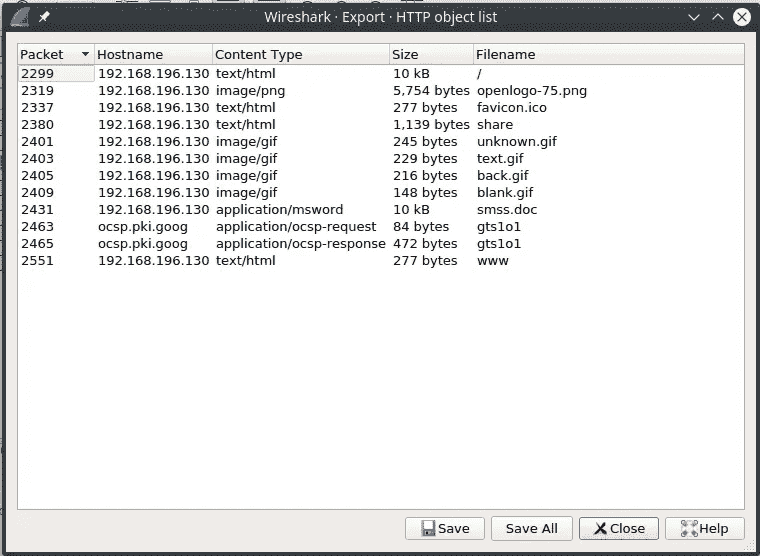 Wireshark · Export · HTTP object list
Packet Hostname Content Type Size Filename
2299 192.168.196.130 text/html 10 kB /
2319 192.168.196.130 image/png 5,754 bytes openlogo-75.png
2337 192.168.196.130 text/html 277 bytes favicon.ico
2380 192.168.196.130 text/html 1,139 bytes share
2401 192.168.196.130 image/gif 245 bytes unknown.gif
2403 192.168.196.130 image/gif 229 bytes text.gif
2405 192.168.196.130 image/gif 216 bytes back.gif
2409 192.168.196.130 image/gif 148 bytes blank.gif
2431 192.168.196.130 application/msword 10 kB smss.doc
2463 ocsp.pki.goog application/ocsp-request 84 bytes gts1o1
2465 ocsp.pki.goog application/ocsp-response 472 bytes gts1o1
2551 192.168.196.130 text/html 277 bytes www
Save Save All Close Help